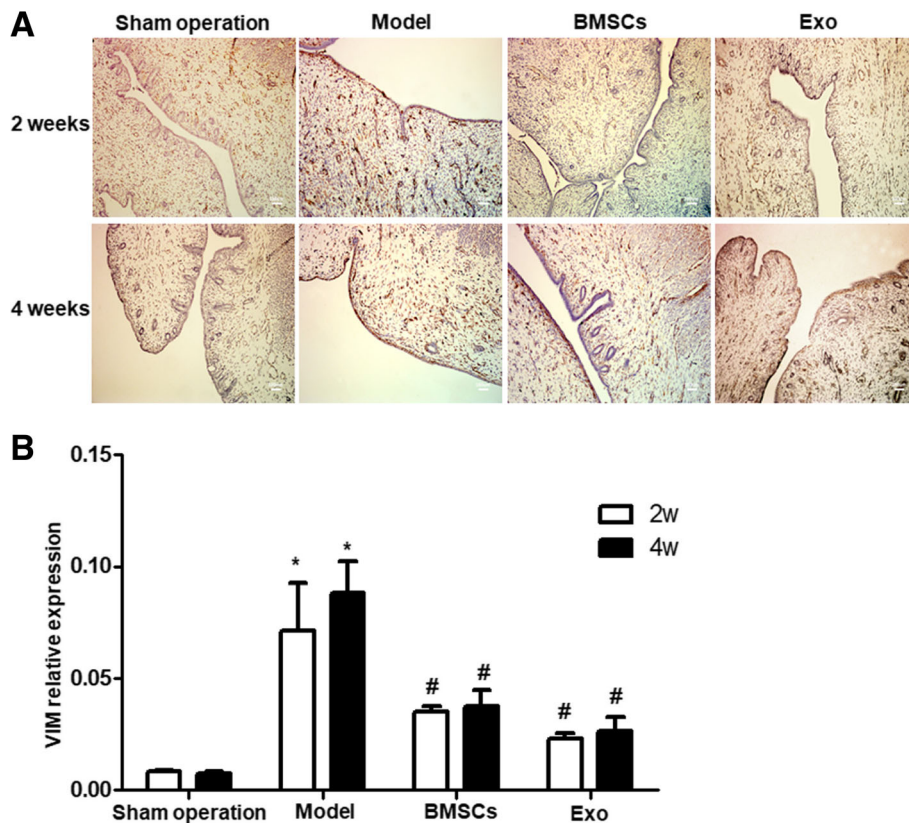 A
Sham operation Model BMSCs Exo
2 weeks
4 weeks
B
VIM relative expression
0.15
0.10
0.05
0.00
* * # # # #
2w
4w
Sham operation Model BMSCs Exo